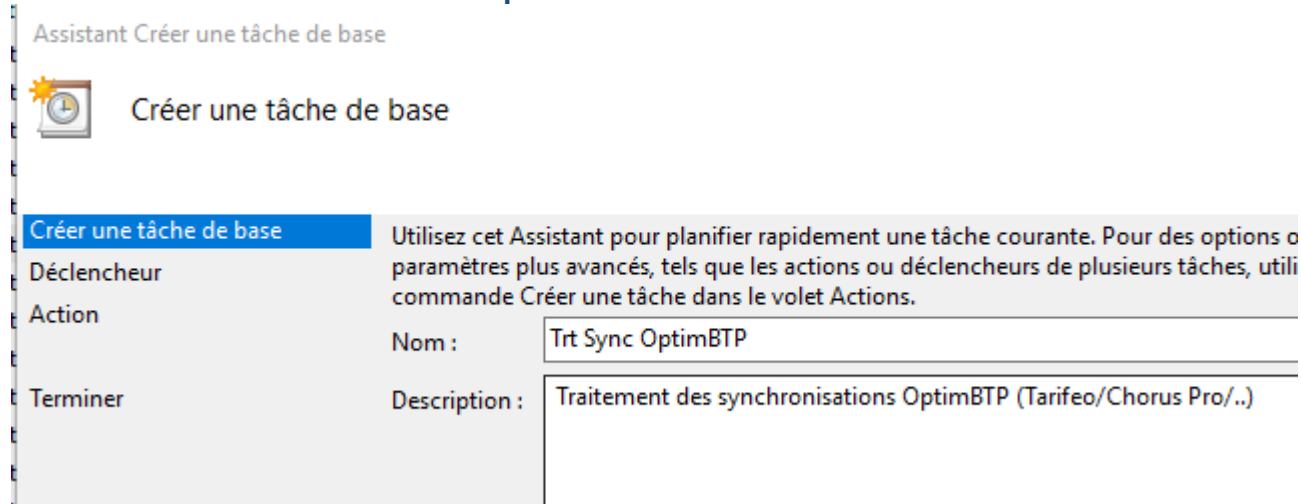 Assistant Créer une tâche de base
Créer une tâche de base
Créer une tâche de base
Déclencheur
Action
Terminer
Utilisez cet Assistant pour planifier rapidement une tâche courante. Pour des options
paramètres plus avancés, tels que les actions ou déclencheurs de plusieurs tâches,
commande Créer une tâche dans le volet Actions.
Nom :
Trt Sync OptimBTP
Description :
Traitement des synchronisations OptimBTP (Tarifeo/Chorus Pro/..)